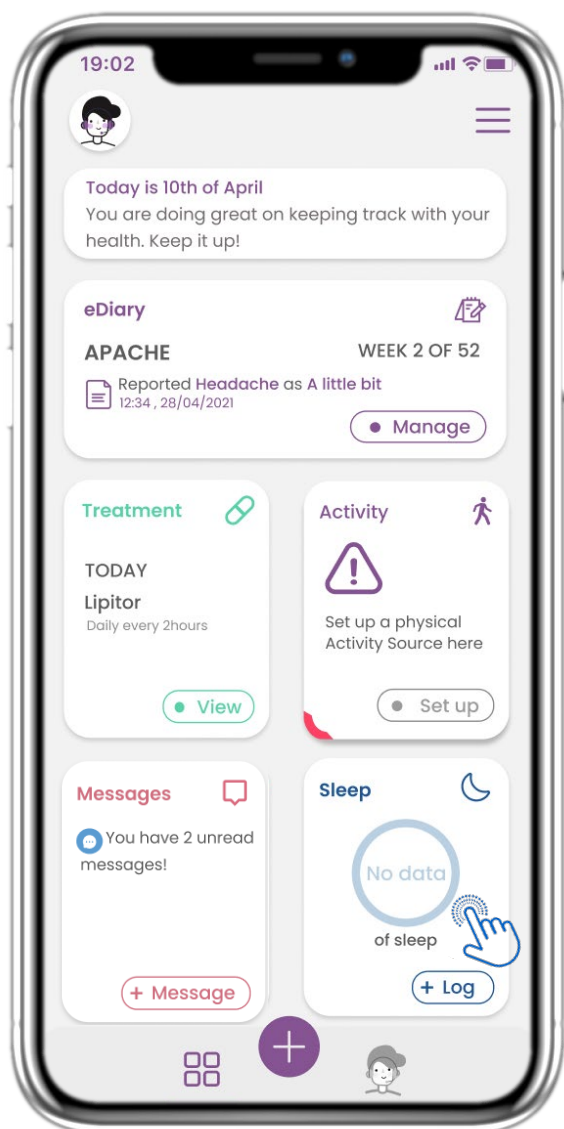 19:02
Today is 10th of April
You are doing great on keeping track with your
health. Keep it up!
eDiary
APACHE
WEEK 2 OF 52
Reported Headache as A little bit
12:34 , 28/04/2021
Manage
Treatment
TODAY
Lipitor
Daily every 2hours
View
Activity
Set up a physical
Activity Source here
Set up
Messages
You have 2 unread
messages!
+ Message
Sleep
No data
of sleep
+ Log